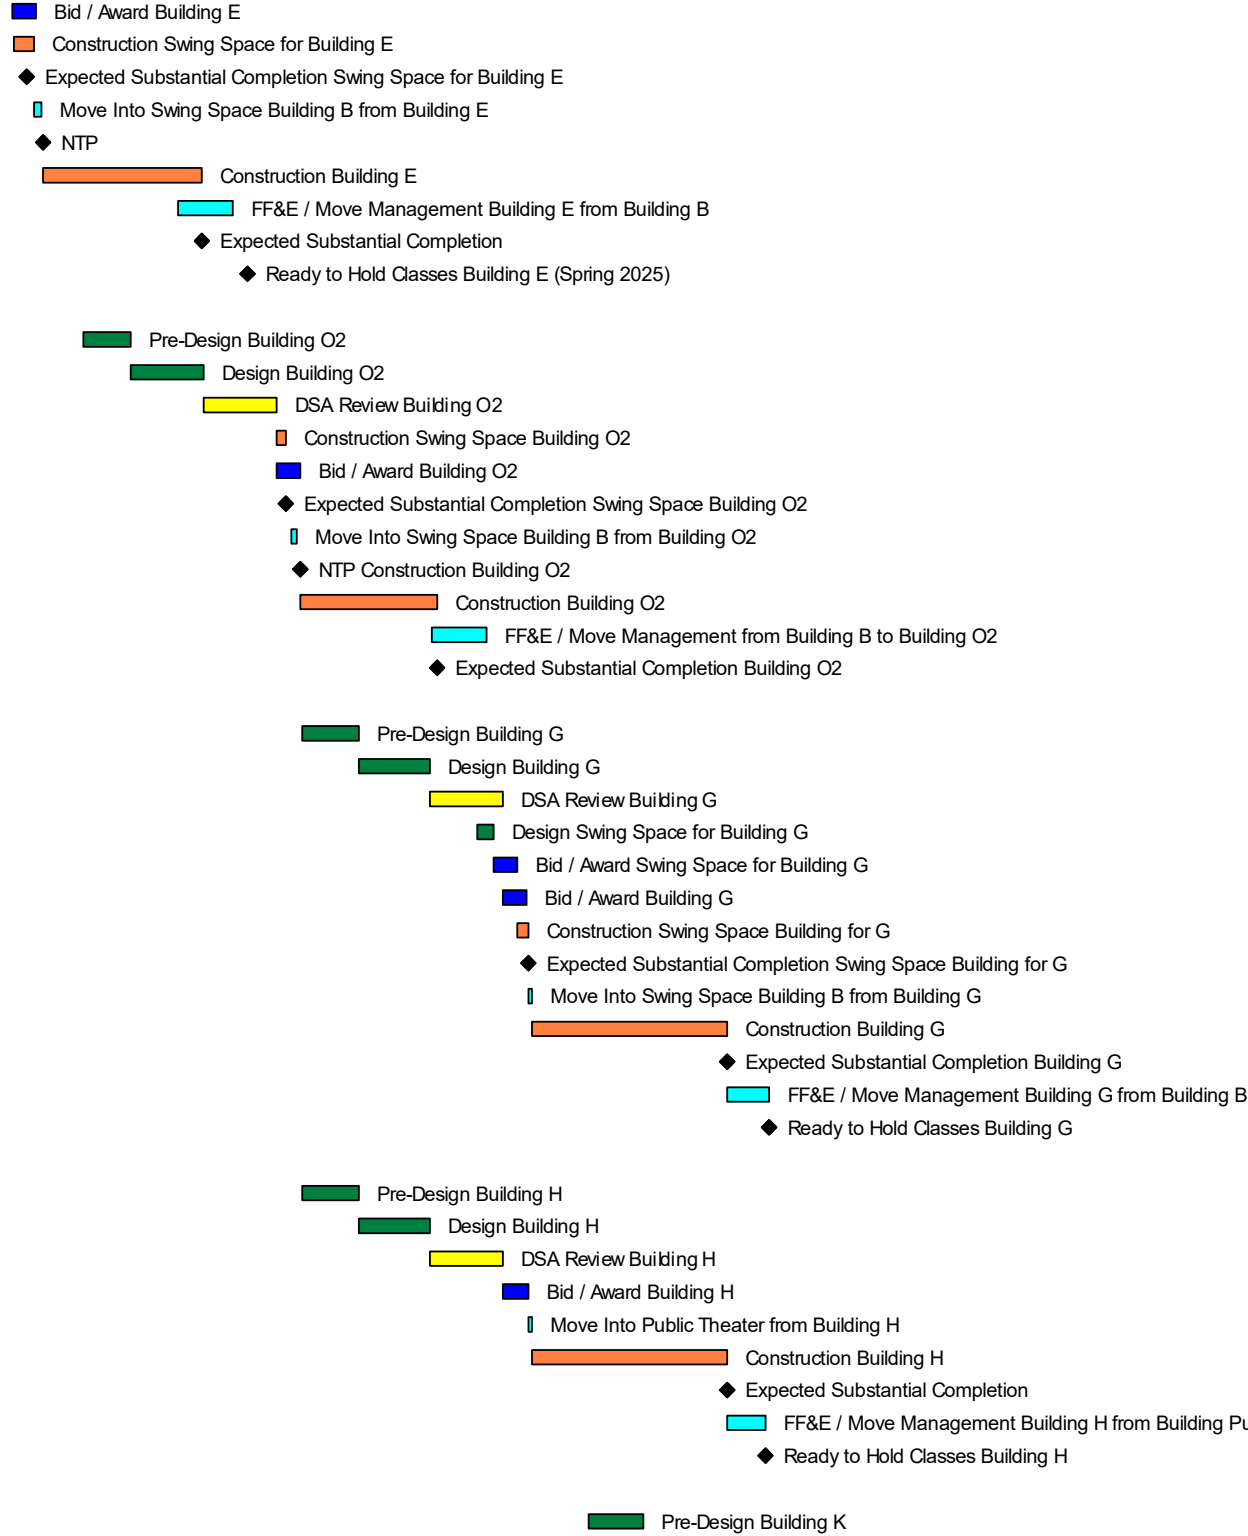 Bid / Award Building E
Construction Swing Space for Building E
Expected Substantial Completion Swing Space for Building E
Move Into Swing Space Building B from Building E
NTP
Construction Building E
FF&E / Move Management Building E from Building B
Expected Substantial Completion
Ready to Hold Classes Building E (Spring 2025)
Pre-Design Building O2
Design Building O2
DSA Review Building O2
Construction Swing Space Building O2
Bid / Award Building O2
Expected Substantial Completion Swing Space Building O2
Move Into Swing Space Building B from Building O2
NTP Construction Building O2
Construction Building O2
FF&E / Move Management from Building B to Building O2
Expected Substantial Completion Building O2
Pre-Design Building G
Design Building G
DSA Review Building G
Design Swing Space for Building G
Bid / Award Swing Space for Building G
Bid / Award Building G
Construction Swing Space Building for G
Expected Substantial Completion Swing Space Building for G
Move Into Swing Space Building B from Building G
Construction Building G
Expected Substantial Completion Building G
FF&E / Move Management Building G from Building B
Ready to Hold Classes Building G
Pre-Design Building H
Design Building H
DSA Review Building H
Bid / Award Building H
Move Into Public Theater from Building H
Construction Building H
Expected Substantial Completion
FF&E / Move Management Building H from Building
Ready to Hold Classes Building H
Pre-Design Building K